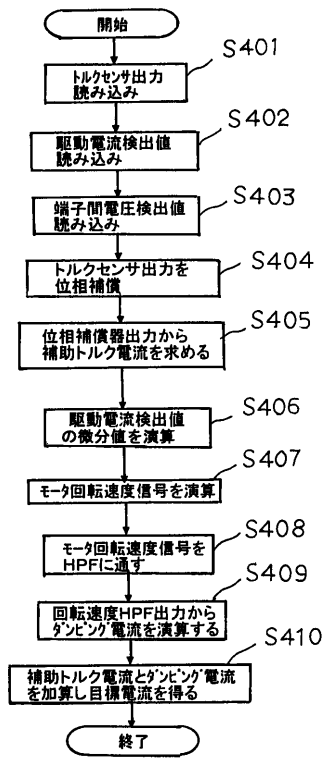 開始
S401
トルクセンサ出力
読み込み
S402
駆動電流検出値
読み込み
S403
端子間電圧検出値
読み込み
S404
トルクセンサ出力を
位相補償
S405
位相補償器出力から
補助トルク電流を求める
S406
駆動電流検出値
の微分値を演算
S407
モータ回転速度信号を演算
S408
モータ回転速度信号を
HPFに通す
S409
回転速度HPF出力から
ダンピング電流を演算する
S410
補助トルク電流とダンピング電流
を加算し目標電流を得る
終了